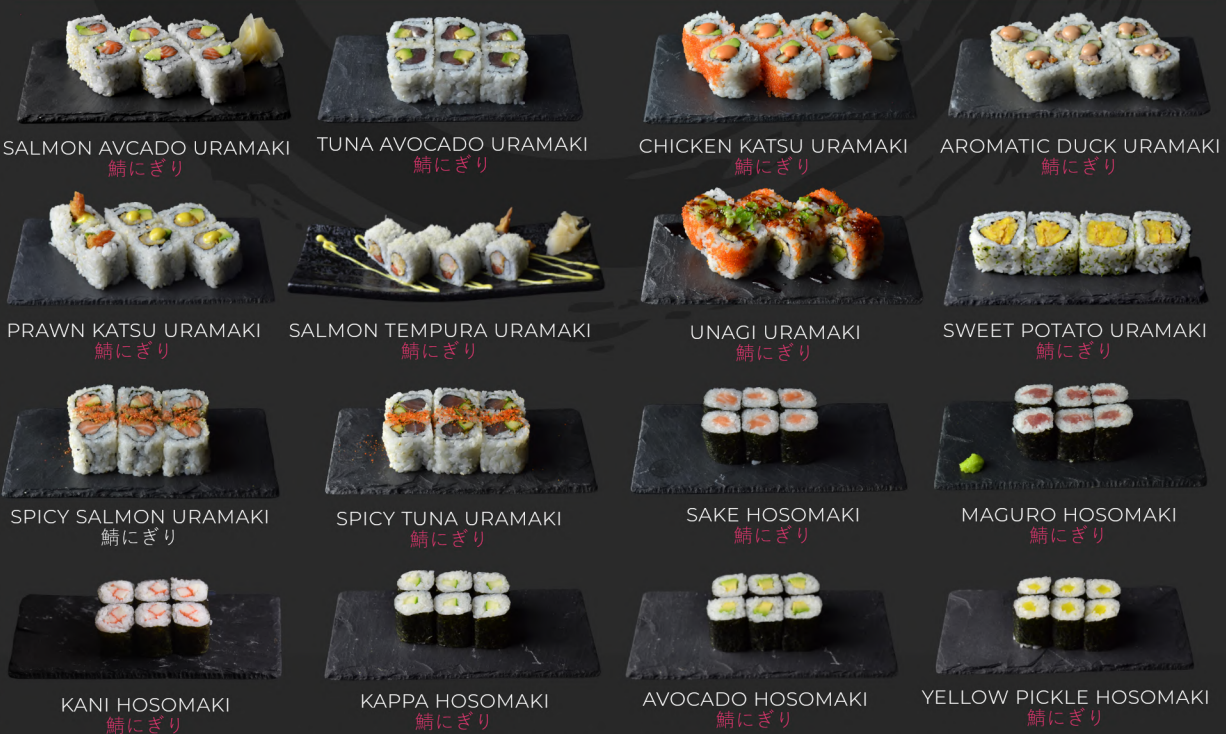 SALMON AVCADO URAMAKI
鯖にぎり
TUNA AVOCADO URAMAKI
鯖にぎり
CHICKEN KATSU URAMAKI
鯖にぎり
AROMATIC DUCK URAMAKI
鯖にぎり
PRAWN KATSU URAMAKI
鯖にぎり
SALMON TEMPURA URAMAKI
鯖にぎり
UNAGI URAMAKI
鯖にぎり
SWEET POTATO URAMAKI
鯖にぎり
SPICY SALMON URAMAKI
鯖にぎり
SPICY TUNA URAMAKI
鯖にぎり
SAKE HOSOMAKI
鯖にぎり
MAGURO HOSOMAKI
鯖にぎり
KANI HOSOMAKI
鯖にぎり
KAPPA HOSOMAKI
鯖にぎり
AVOCADO HOSOMAKI
鯖にぎり
YELLOW PICKLE HOSOMAKI
鯖にぎり